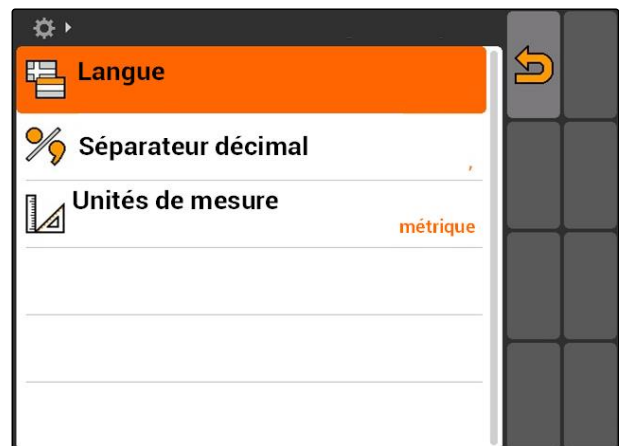 Langue
Séparateur décimal
,
Unités de mesure
métrique